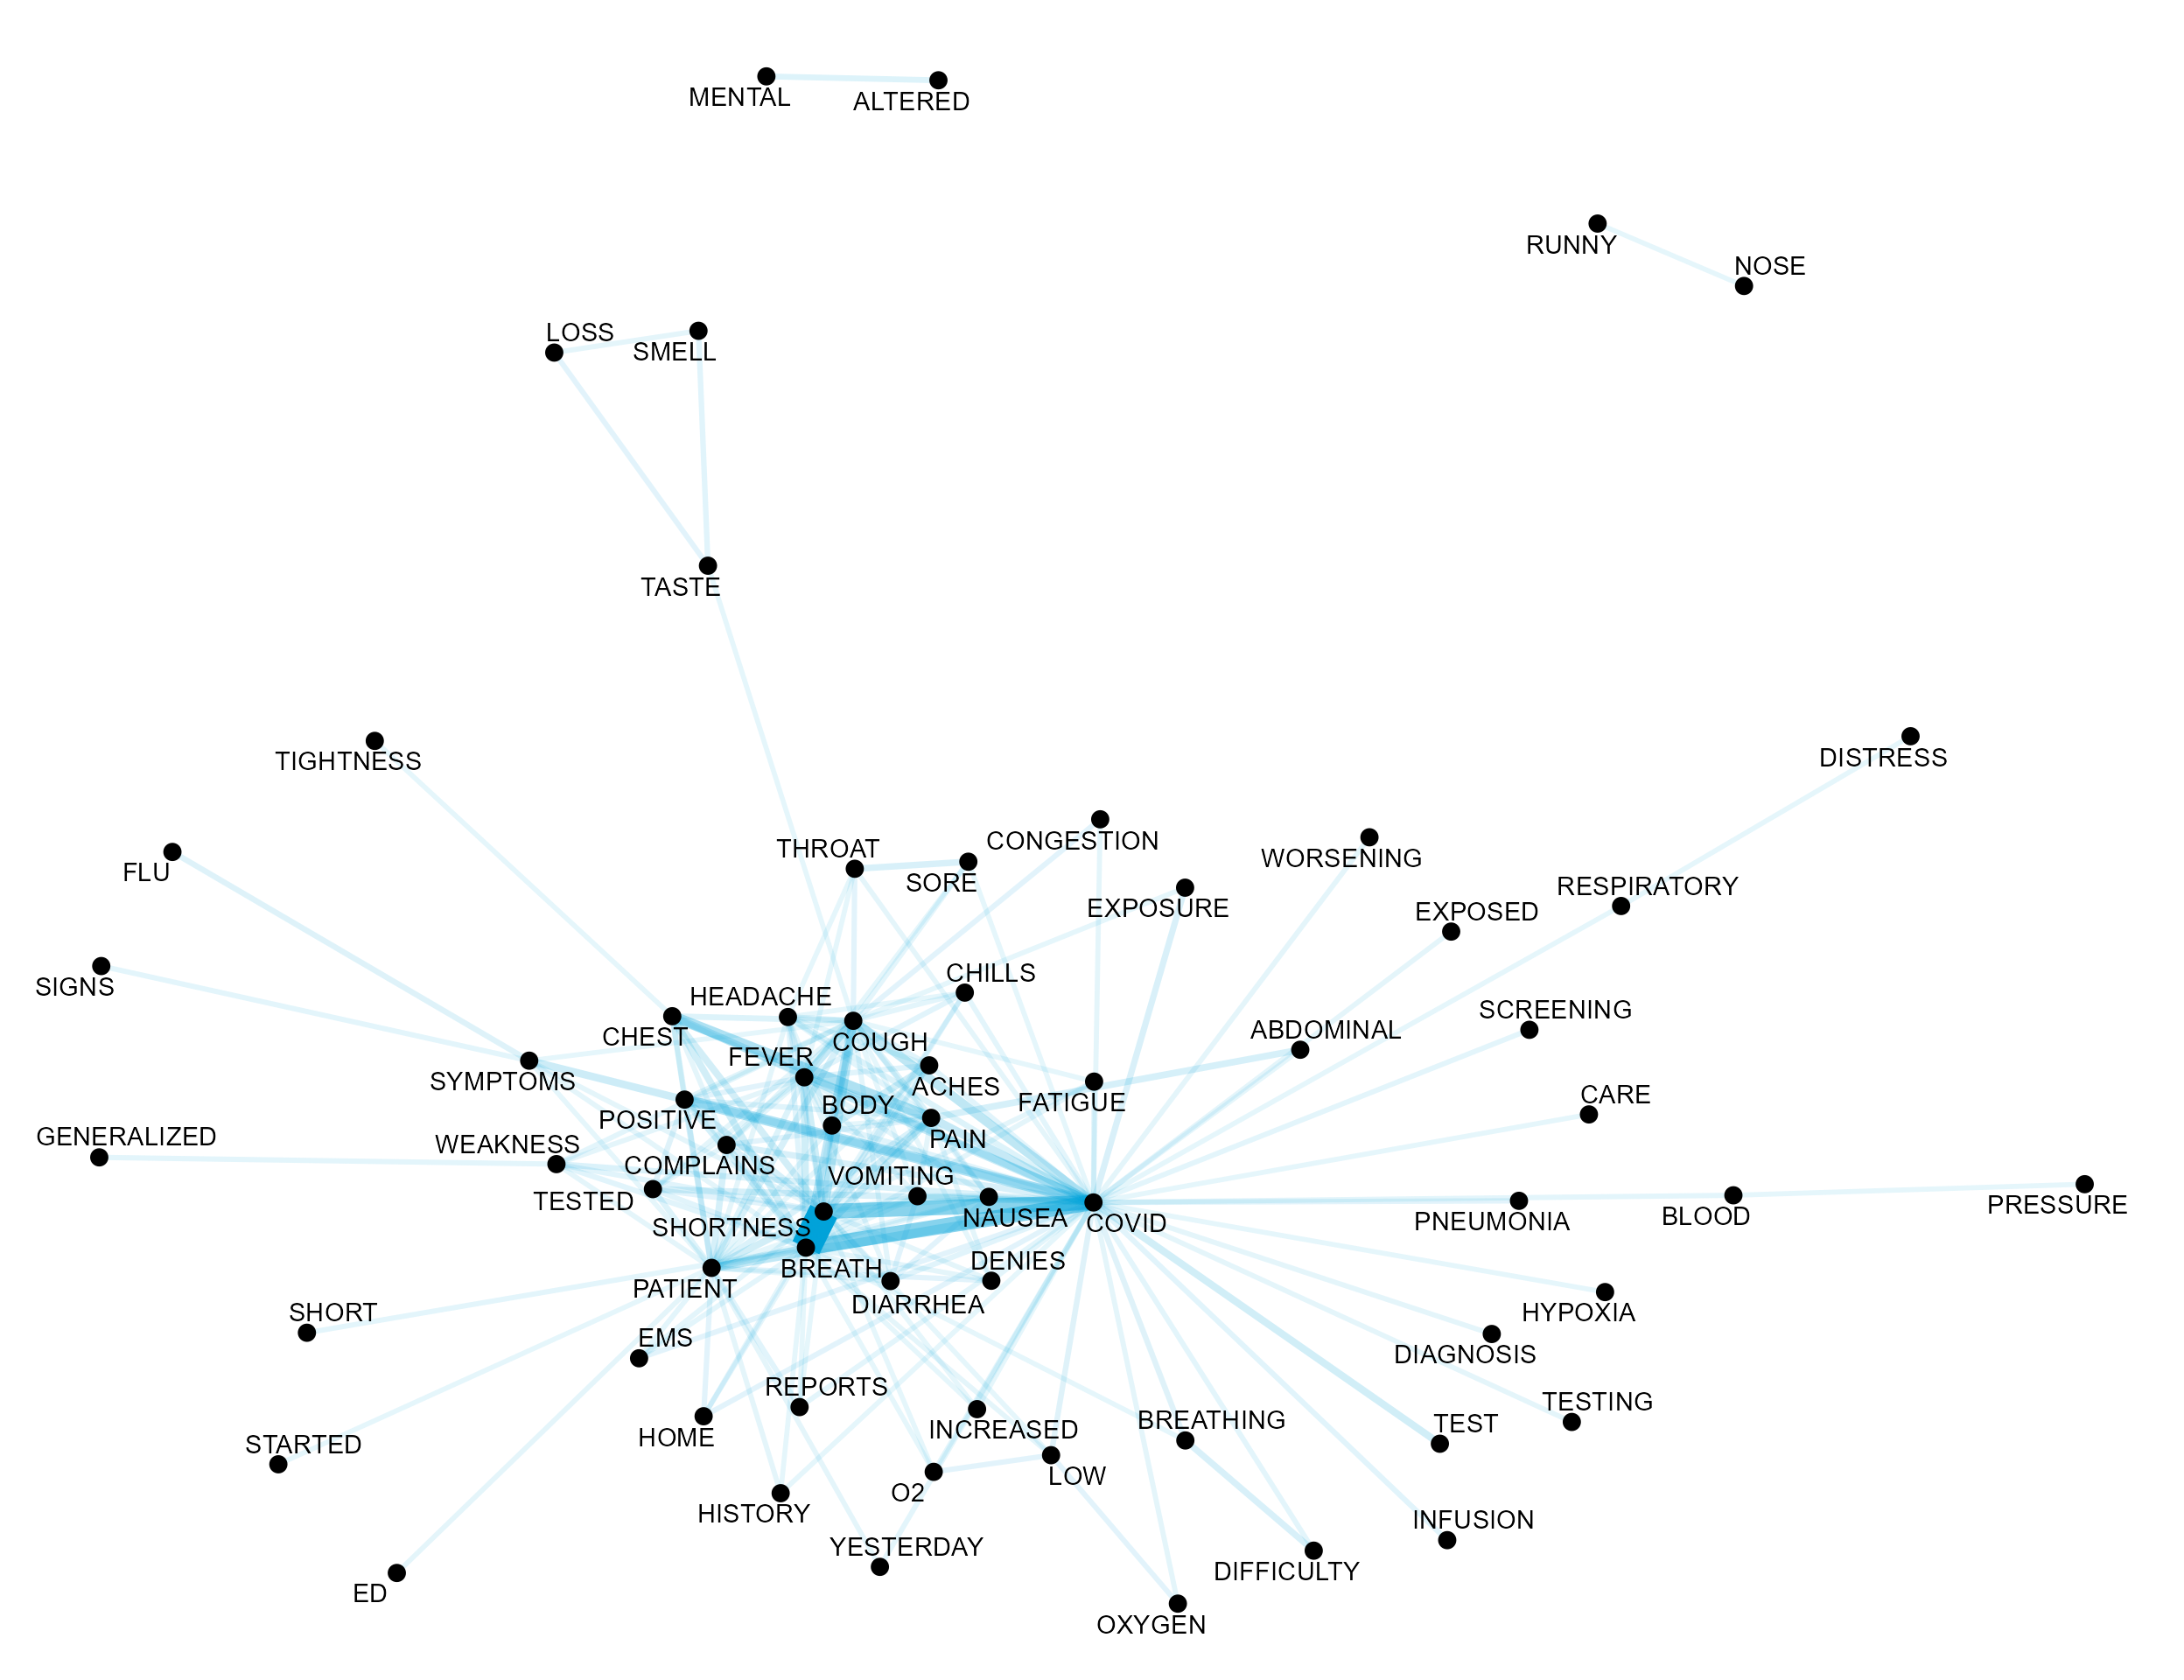 MENTAL
ALTERED
RUNNY
NOSE
LOSS
SMELL
TASTE
TIGHTNESS
DISTRESS
THROAT
CONGESTION
WORSENING
FLU
SORE
RESPIRATORY
EXPOSURE
EXPOSED
SIGNS
CHILLS
HEADACHE
SCREENING
CHEST
COUGH
ABDOMINAL
FEVER
SYMPTOMS
ACHES
CARE
BODY
FATIGUE
POSITIVE
GENERALIZED
WEAKNESS
PAIN
COMPLAINS
VOMITING
TESTED
PRESSURE
SHORTNESS
NAUSEA
COVID
PNEUMONIA
BLOOD
BREATH
DENIES
PATIENT
DIARRHEA
SHORT
HYPOXIA
EMS
DIAGNOSIS
REPORTS
TESTING
BREATHING
TEST
HOME
INCREASED
STARTED
LOW
O2
HISTORY
INFUSION
YESTERDAY
DIFFICULTY
ED
OXYGEN